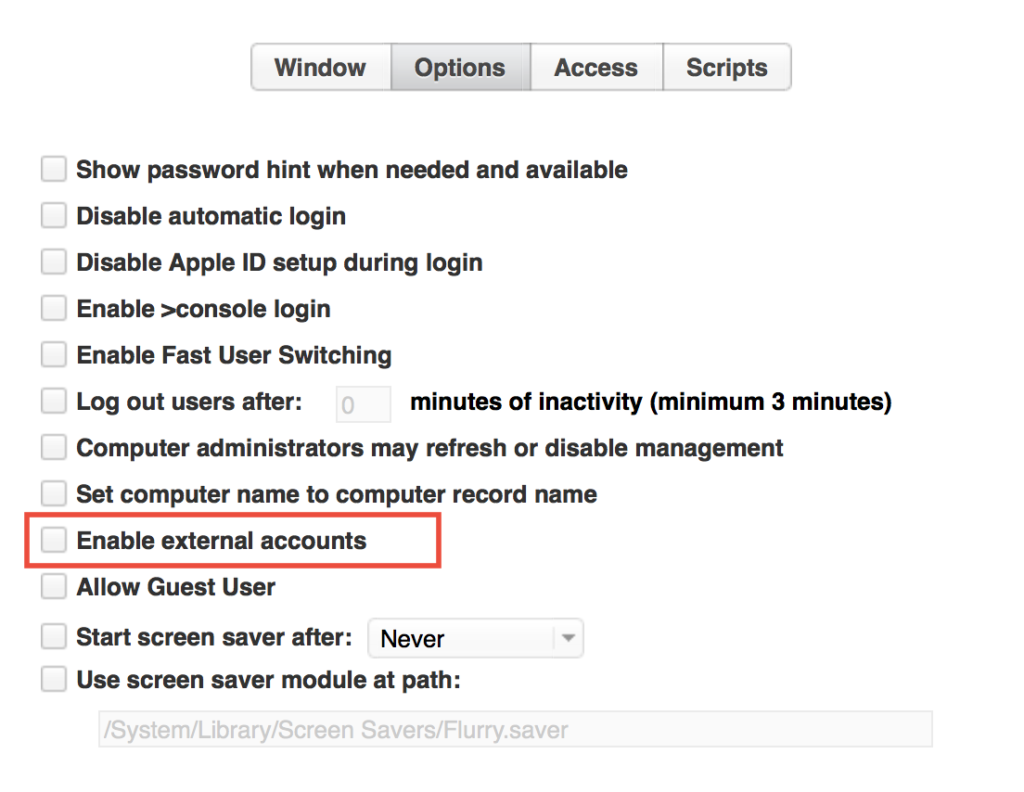 Window Options Access Scripts
Show password hint when needed and available
Disable automatic login
Disable Apple ID setup during login
Enable >console login
Enable Fast User Switching
Log out users after: 0 minutes of inactivity (minimum 3 minutes)
Computer administrators may refresh or disable management
Set computer name to computer record name
Enable external accounts
Allow Guest User
Start screen saver after: Never
Use screen saver module at path:
/System/Library/Screen Savers/Flurry.saver